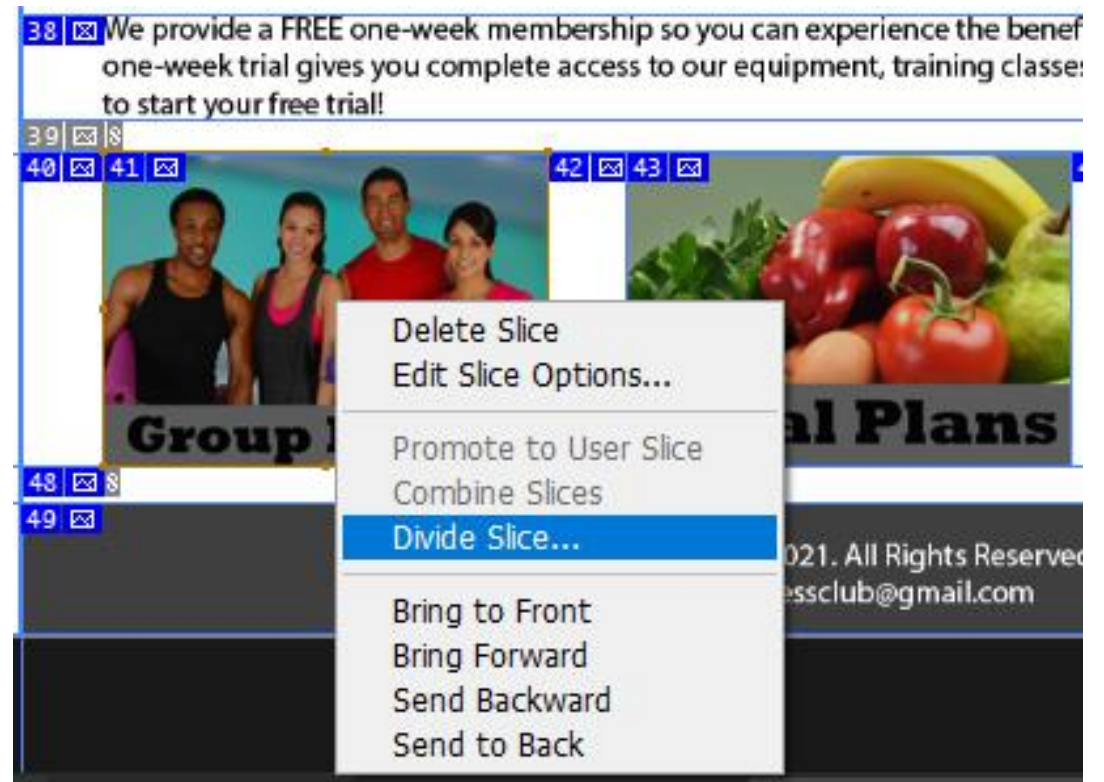 38 We provide a FREE one-week membership so you can experience the
one-week trial gives you complete access to our equipment, training
to start your free trial!
39 8
40 41 42 43
Group
al Plans
Delete Slice
Edit Slice Options...
Promote to User Slice
Combine Slices
Divide Slice...
Bring to Front
Bring Forward
Send Backward
Send to Back
48 8
49
021. All Rights Reserved
essclub@gmail.com